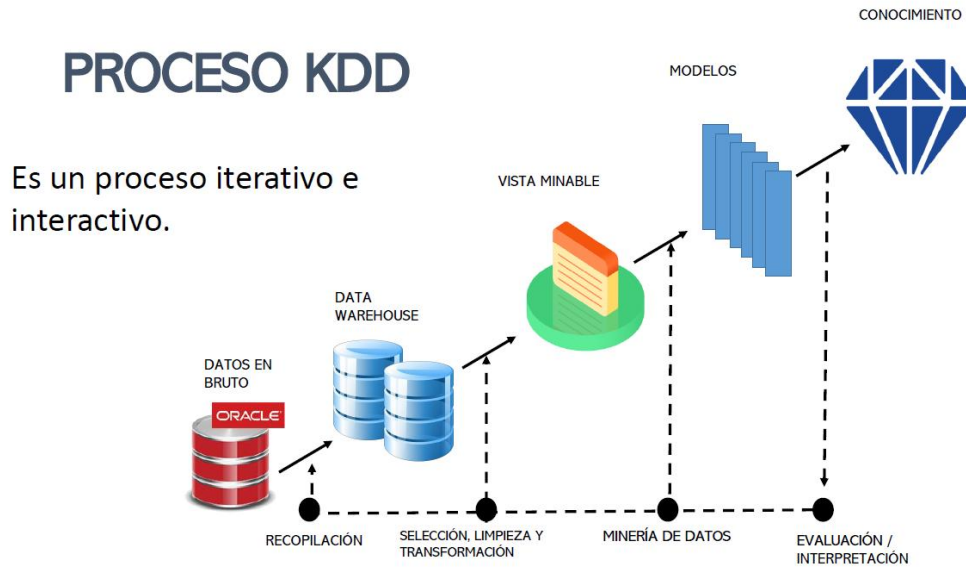 PROCESO KDD
Es un proceso iterativo e
interactivo.
CONOCIMIENTO
MODELOS
VISTA MINABLE
DATA
WAREHOUSE
DATOS EN
BRUTO
ORACLE
RECOPILACIÓN
SELECCIÓN, LIMPIEZA Y
TRANSFORMACIÓN
MINERÍA DE DATOS
EVALUACIÓN /
INTERPRETACIÓN